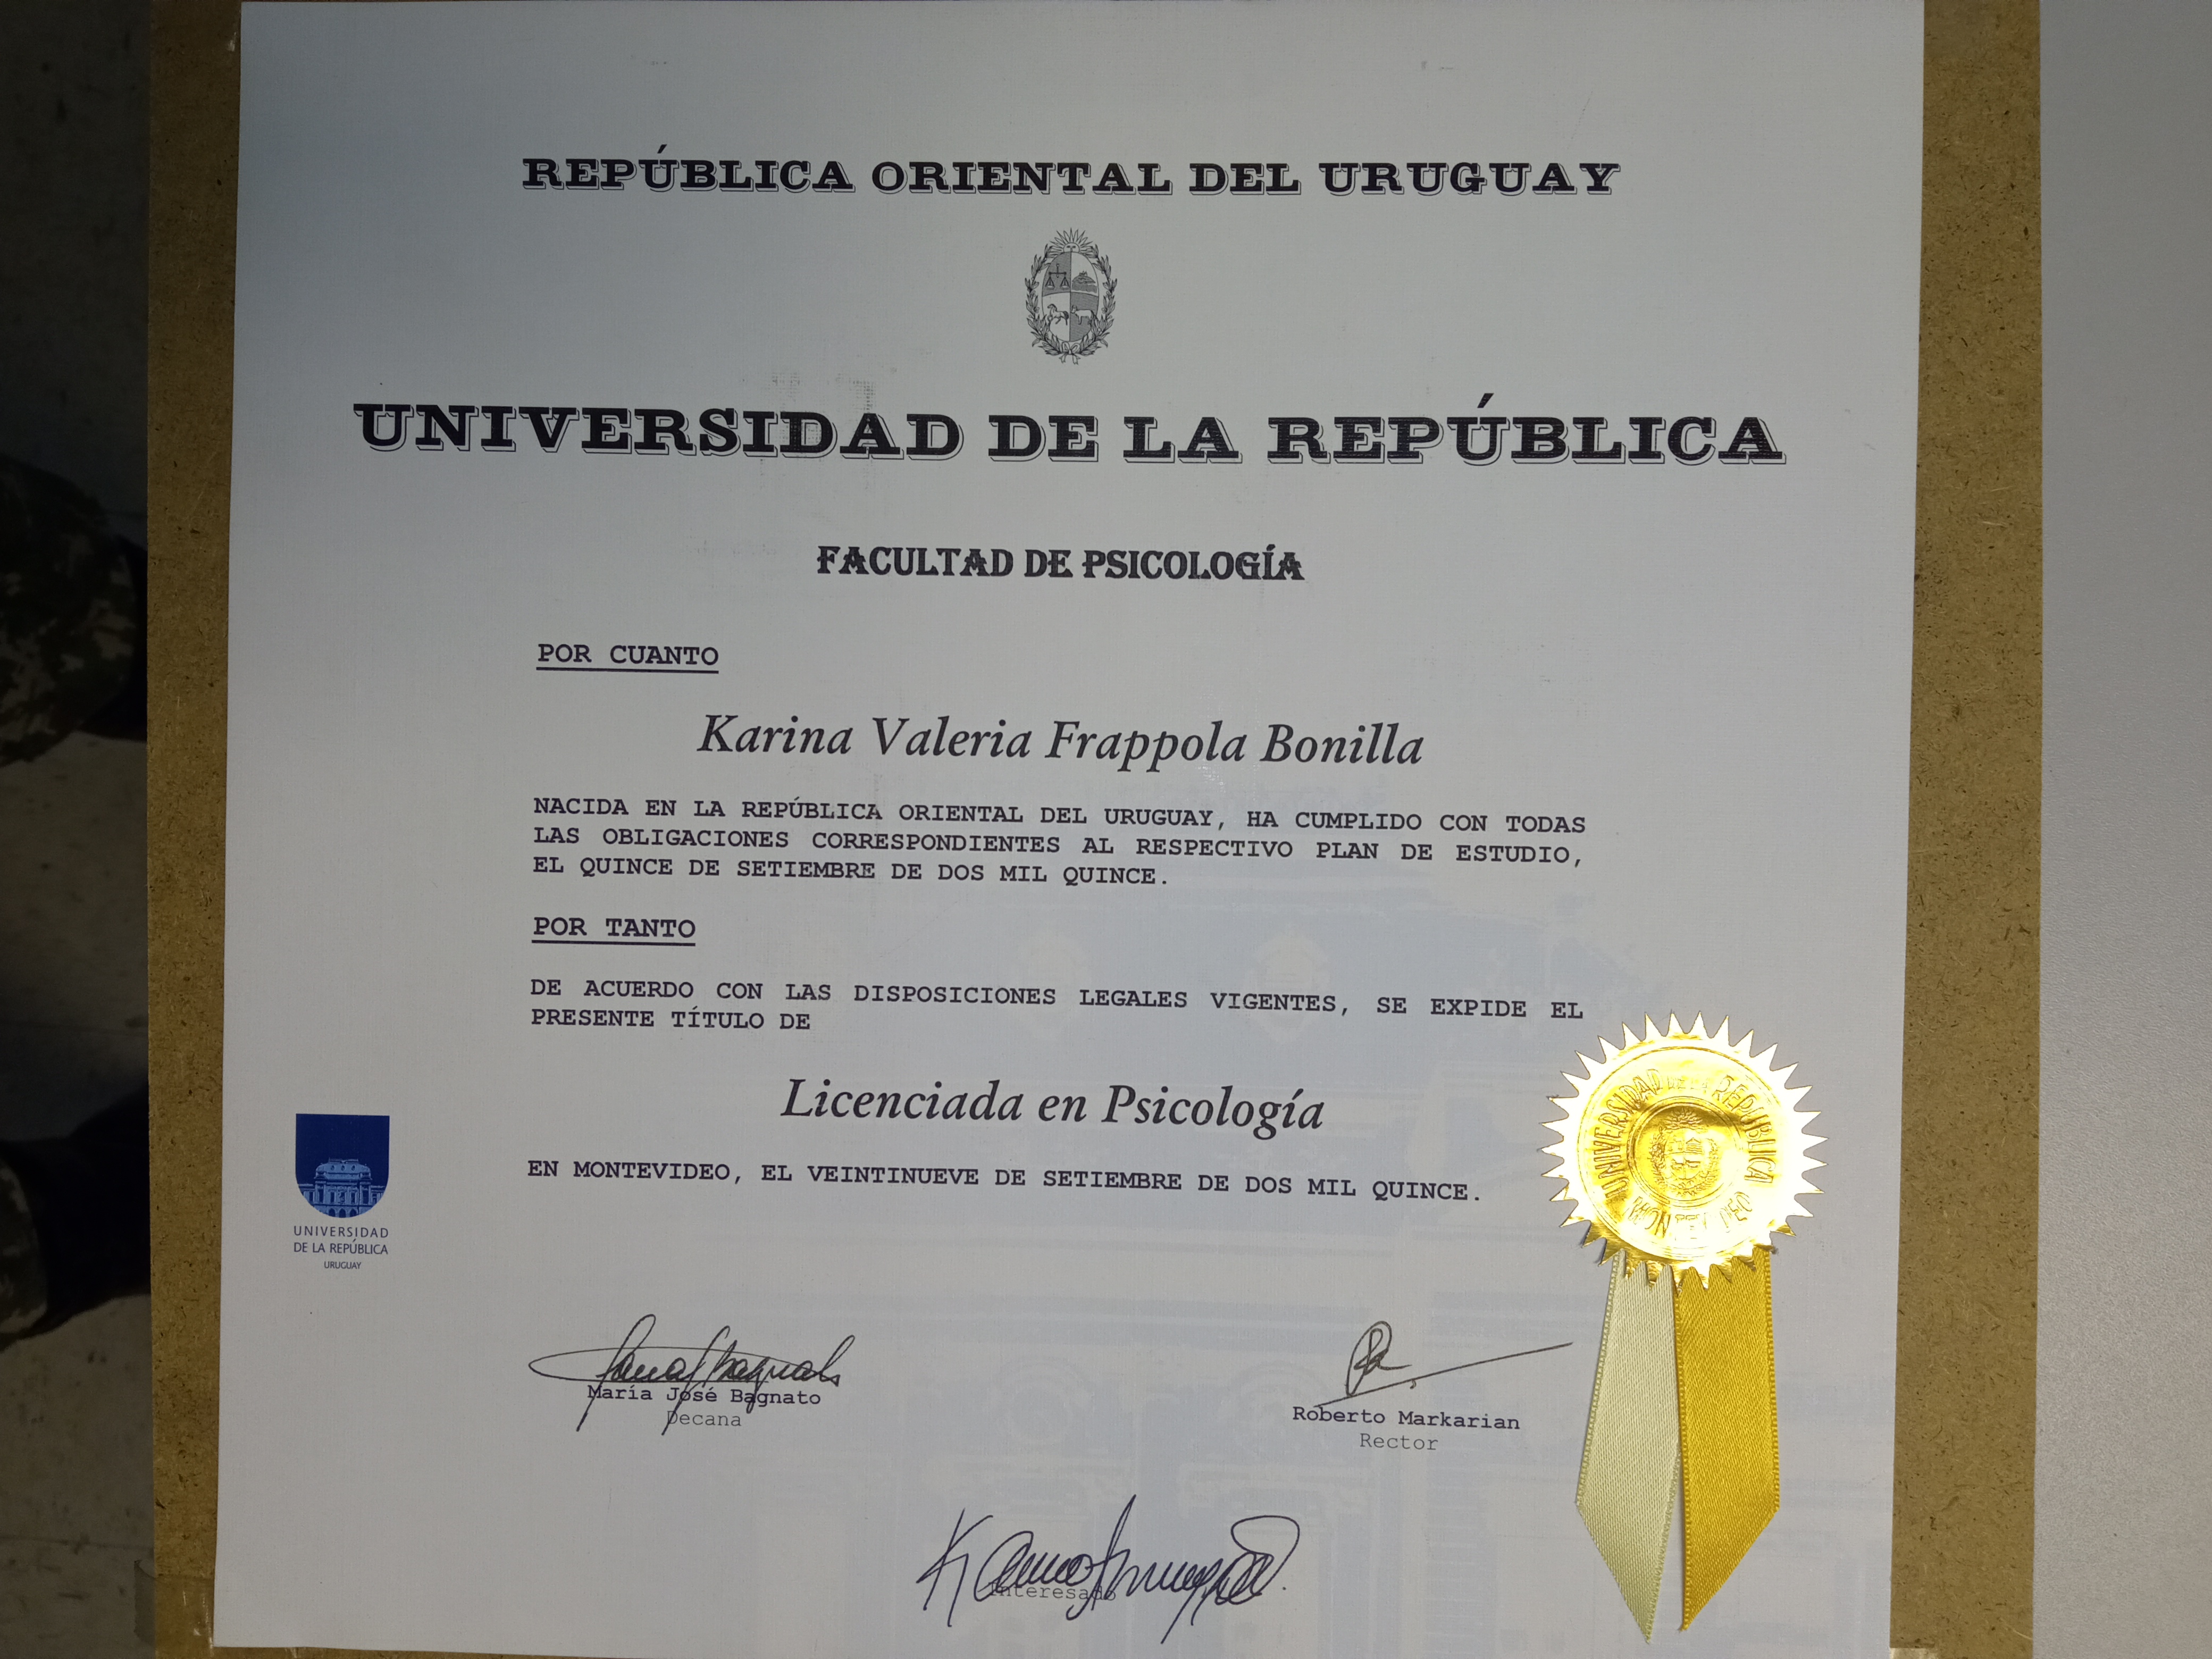 REPÚBLICA ORIENTAL DEL URUGUAY
UNIVERSIDAD DE LA REPÚBLICA
FACULTAD DE PSICOLOGÍA
POR CUANTO
Karina Valeria Frappola Bonilla
NACIDA EN LA REPÚBLICA ORIENTAL DEL URUGUAY, HA CUMPLIDO CON TODAS
LAS OBLIGACIONES CORRESPONDIENTES AL RESPECTIVO PLAN DE ESTUDIO,
EL QUINCE DE SETIEMBRE DE DOS MIL QUINCE.
POR TANTO
DE ACUERDO CON LAS DISPOSICIONES LEGALES VIGENTES, SE EXPIDE EL
PRESENTE TÍTULO DE
Licenciada en Psicología
EN MONTEVIDEO, EL VEINTINUEVE DE SETIEMBRE DE DOS MIL QUINCE.
UNIVERSIDAD
DE LA REPÚBLICA
URUGUAY
UNIVERSIDAD DE LA REPÚBLICA
MONTEVIDEO
María José Bagnato
Decana
Roberto Markarian
Rector